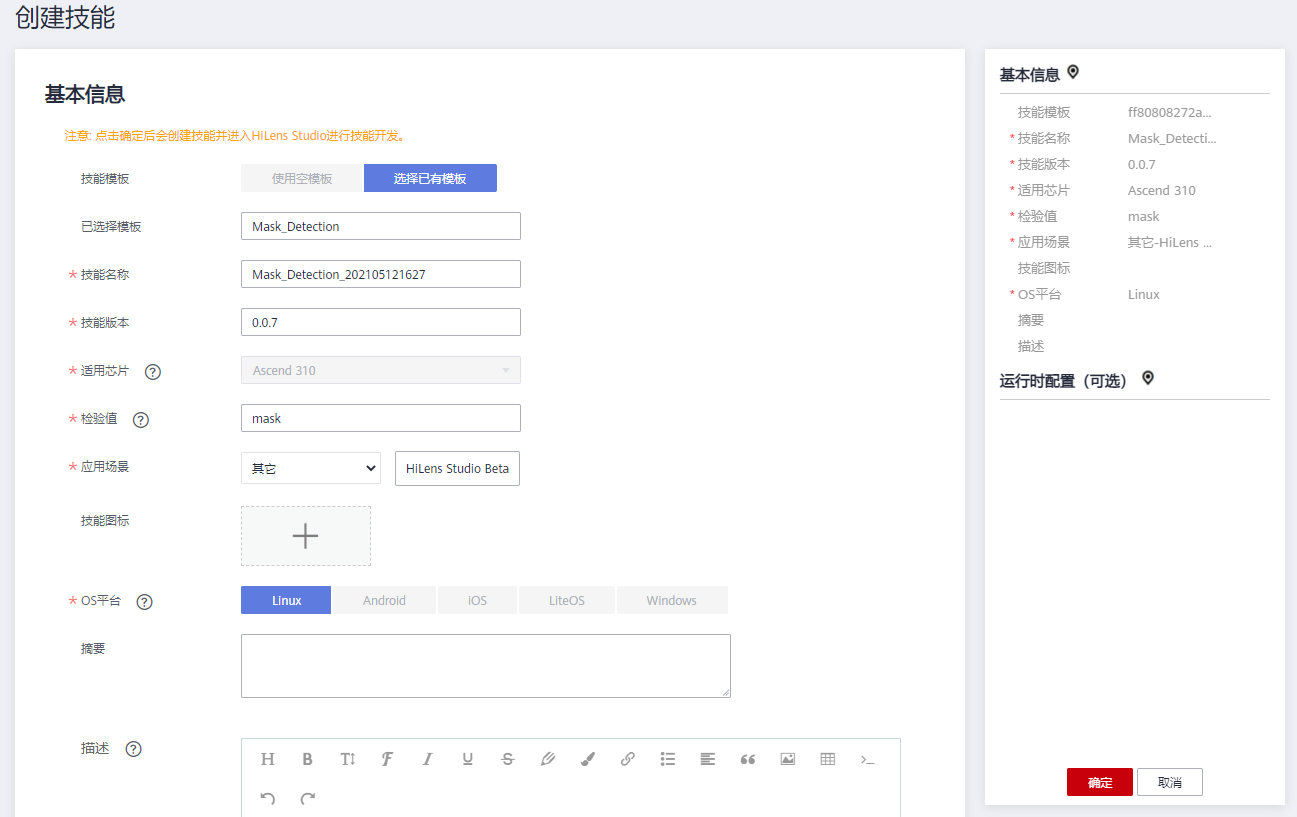 创建技能
基本信息
注意: 点击确定后会创建技能并进入HiLens Studio进行技能开发。
技能模板 使用空模板 选择已有模板
已选择模板 Mask_Detection
* 技能名称 Mask_Detection_202105121627
* 技能版本 0.0.7
* 适用芯片 ? Ascend 310
* 检验值 ? mask
* 应用场景 其它 HiLens Studio Beta
技能图标
* OS平台 ? Linux Android iOS LiteOS Windows
摘要
描述 ?
基本信息
技能模板 ff80808272a...
* 技能名称 Mask_Detecti...
* 技能版本 0.0.7
* 适用芯片 Ascend 310
* 检验值 mask
* 应用场景 其它-HiLens ...
技能图标
* OS平台 Linux
摘要
描述
运行时配置（可选）
确定 取消